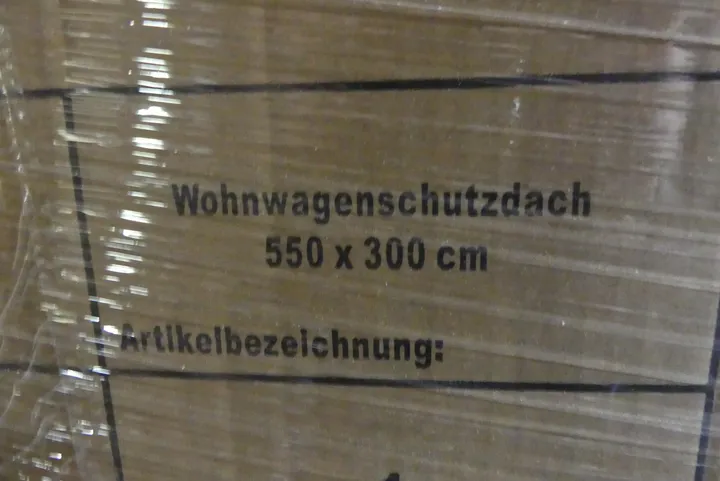 Wohnwagenschutzdach
550 x 300 cm
Artikelbezeichnung: